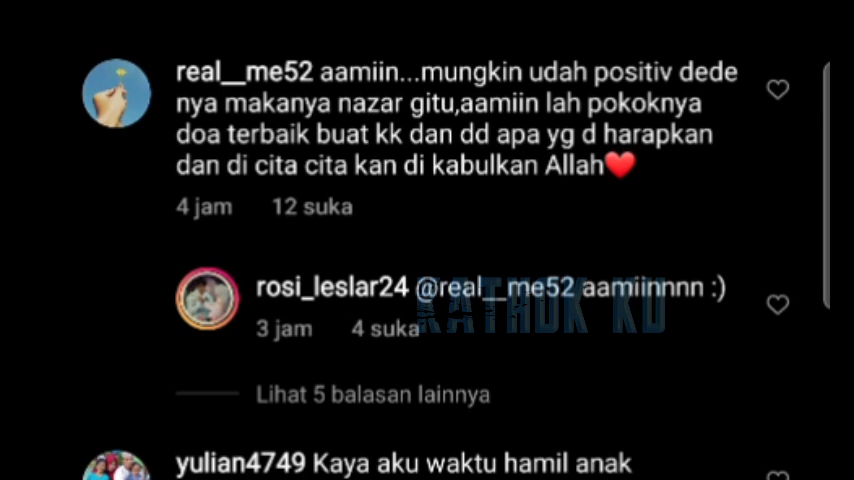 real__me52 aamiin...mungkin udah positiv dede
nya makanya nazar gitu,aamiin lah pokoknya
doa terbaik buat kk dan dd apa yg d harapkan
dan di cita cita kan di kabulkan Allah❤️
4 jam 12 suka
rosi_leslar24 @real__me52 aamiinnnn :)
3 jam 4 suka
KATHOK KU
Lihat 5 balasan lainnya
yulian4749 Kaya aku waktu hamil anak